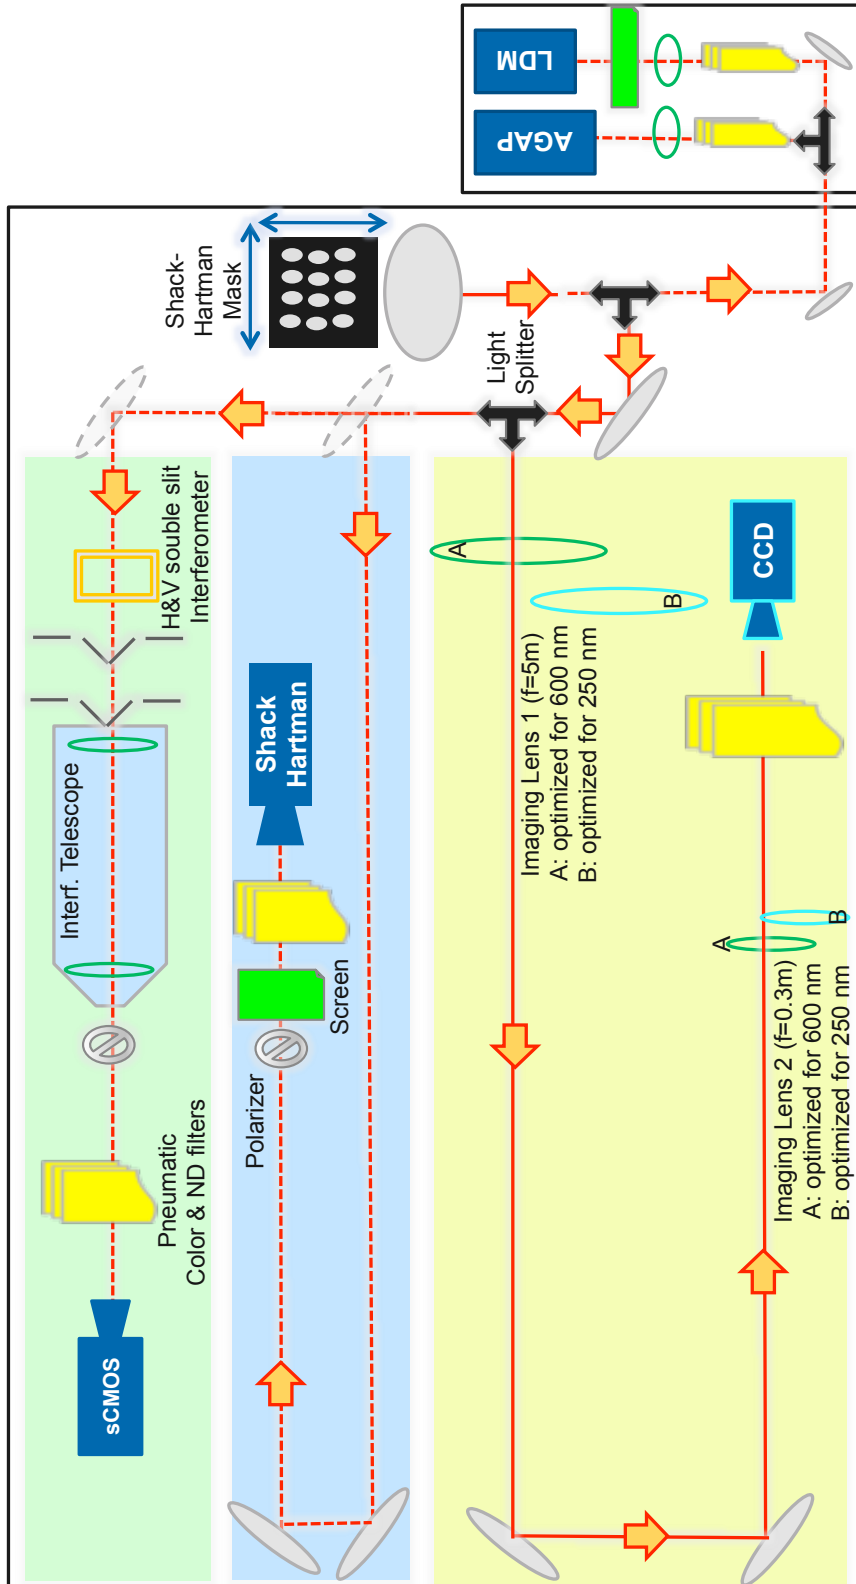 LDM
AGAP
Shack-
Hartman
Mask
Light
Splitter
H&V souble slit
Interferometer
Interf. Telescope
Pneumatic
Color & ND filters
sCMOS
Shack
Hartman
Screen
Polarizer
A
B
Imaging Lens 1 (f=5m)
A: optimized for 600 nm
B: optimized for 250 nm
CCD
A
B
Imaging Lens 2 (f=0.3m)
A: optimized for 600 nm
B: optimized for 250 nm